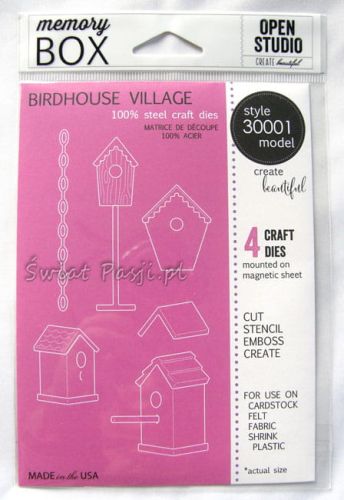 memory
BOX
OPEN
STUDIO
CREATE beautiful
BIRDHOUSE VILLAGE
100% steel craft dies
MATRICE DE DÉCOUPE
100% ACIER
style
30001
model
create
beautiful
4 CRAFT
DIES
mounted on
magnetic sheet
Świat Pasji.pl
CUT
STENCIL
EMBOSS
CREATE
FOR USE ON
CARDSTOCK
FELT
FABRIC
SHRINK
PLASTIC
MADE in the USA
*actual size